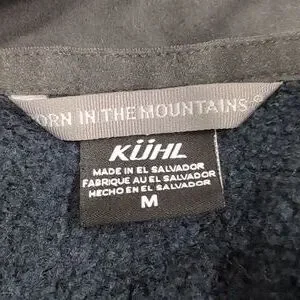 ORN IN THE MOUNTAINS
KÜHL
MADE IN EL SALVADOR
FABRIQUE AU EL SALVADOR
HECHO EN EL SALVADOR
M